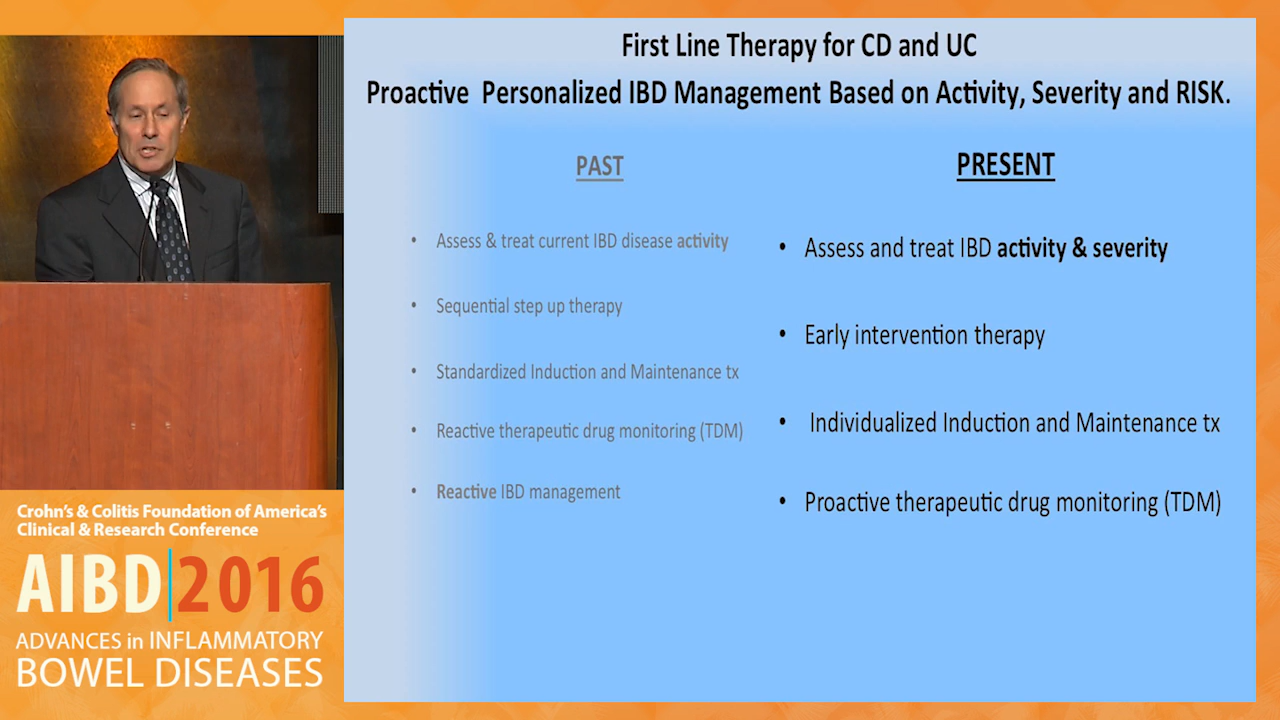 First Line Therapy for CD and UC
Proactive Personalized IBD Management Based on Activity, Severity and RISK.
PAST
• Assess & treat current IBD disease activity
• Sequential step up therapy
• Standardized Induction and Maintenance tx
• Reactive therapeutic drug monitoring (TDM)
• Reactive IBD management
PRESENT
• Assess and treat IBD activity & severity
• Early intervention therapy
• Individualized Induction and Maintenance tx
• Proactive therapeutic drug monitoring (TDM)
Crohn's & Colitis Foundation of America's
Clinical & Research Conference
AIBD|2016
ADVANCES in INFLAMMATORY
BOWEL DISEASES